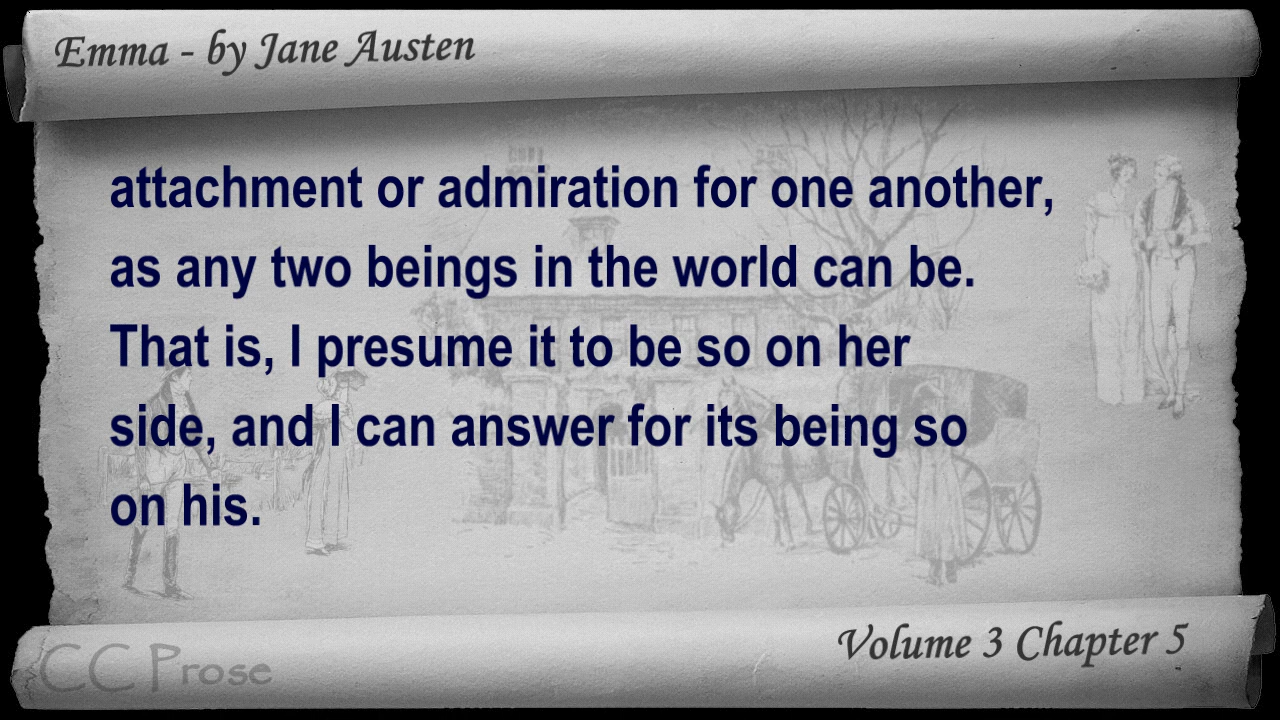 Emma - by Jane Austen
attachment or admiration for one another,
as any two beings in the world can be.
That is, I presume it to be so on her
side, and I can answer for its being so
on his.
Volume 3 Chapter 5
CC Prose